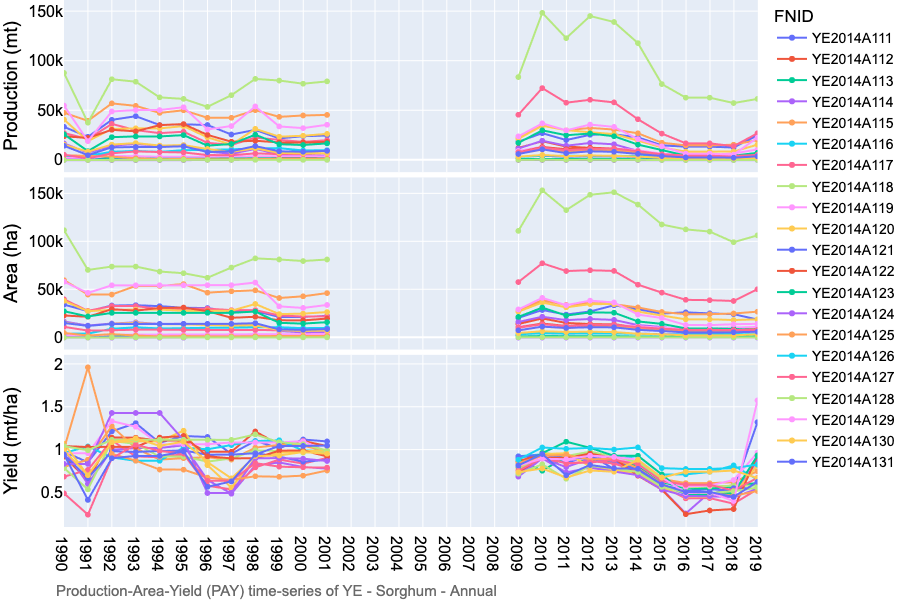 Production (mt)
150k
100k
50k
0
Area (ha)
150k
100k
50k
0
Yield (mt/ha)
2
1.5
1
0.5
1990 1991 1992 1993 1994 1995 1996 1997 1998 1999 2000 2001 2002 2003 2004 2005 2006 2007 2008 2009 2010 2011 2012 2013 2014 2015 2016 2017 2018 2019
Production-Area-Yield (PAY) time-series of YE - Sorghum - Annual
FNID
YE2014A111
YE2014A112
YE2014A113
YE2014A114
YE2014A115
YE2014A116
YE2014A117
YE2014A118
YE2014A119
YE2014A120
YE2014A121
YE2014A122
YE2014A123
YE2014A124
YE2014A125
YE2014A126
YE2014A127
YE2014A128
YE2014A129
YE2014A130
YE2014A131